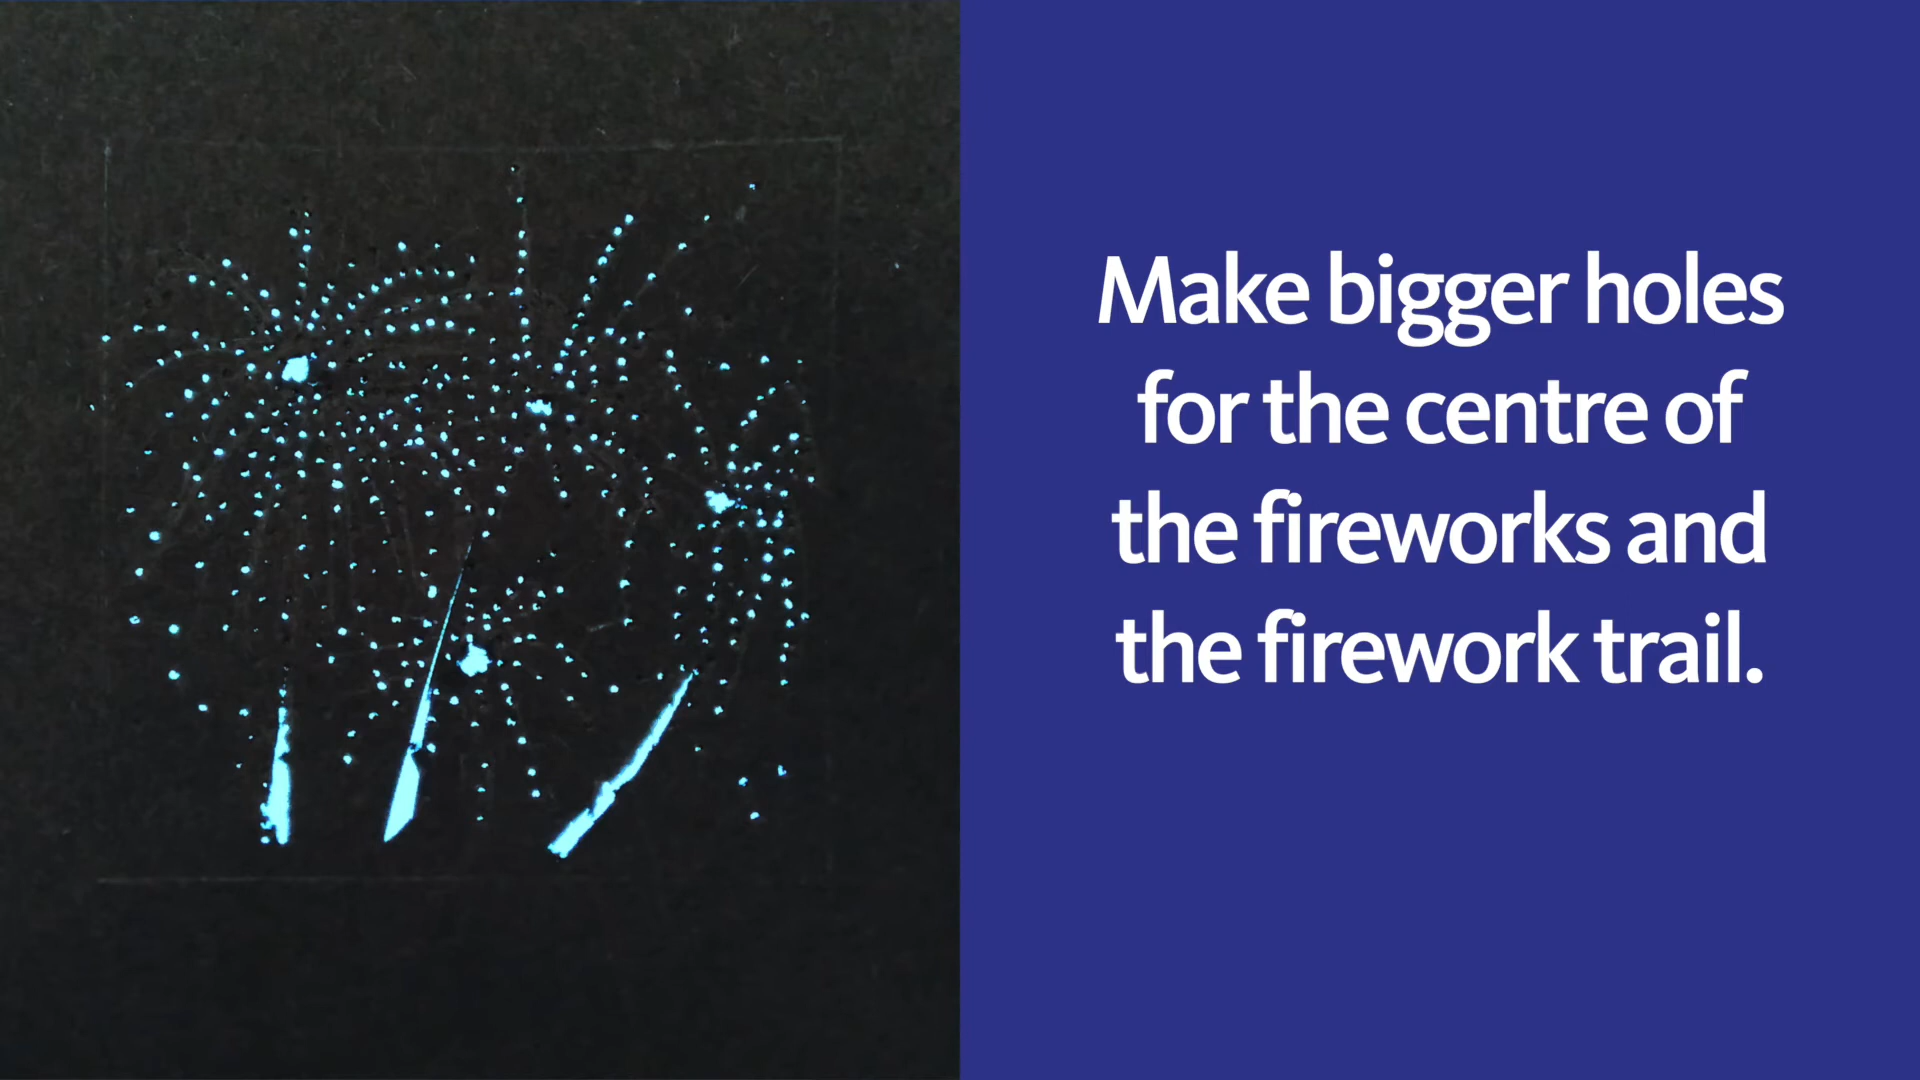 Make bigger holes
for the centre of
the fireworks and
the firework trail.